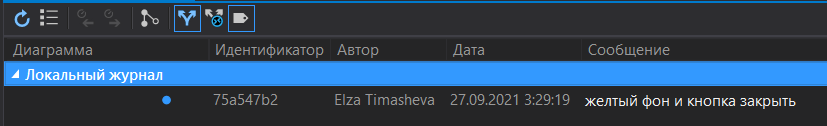 Диаграмма Идентификатор Автор Дата Сообщение
Локальный журнал
75a547b2 Elza Timasheva 27.09.2021 3:29:19 желтый фон и кнопка закрыть